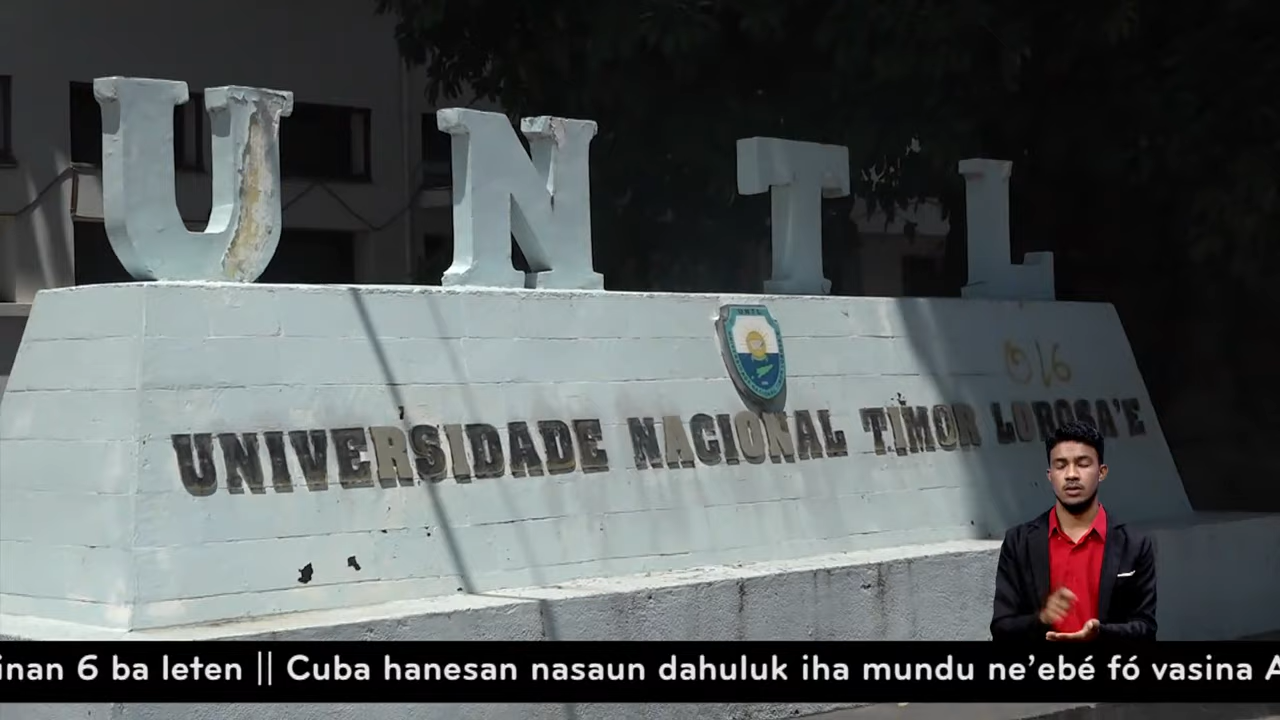 UNTL
UNTL
UNIVERSIDADE NACIONAL TIMOR LOROSA'E
inan 6 ba leten || Cuba hanesan nasaun dahuluk iha mundu ne'ebé fó vasina A